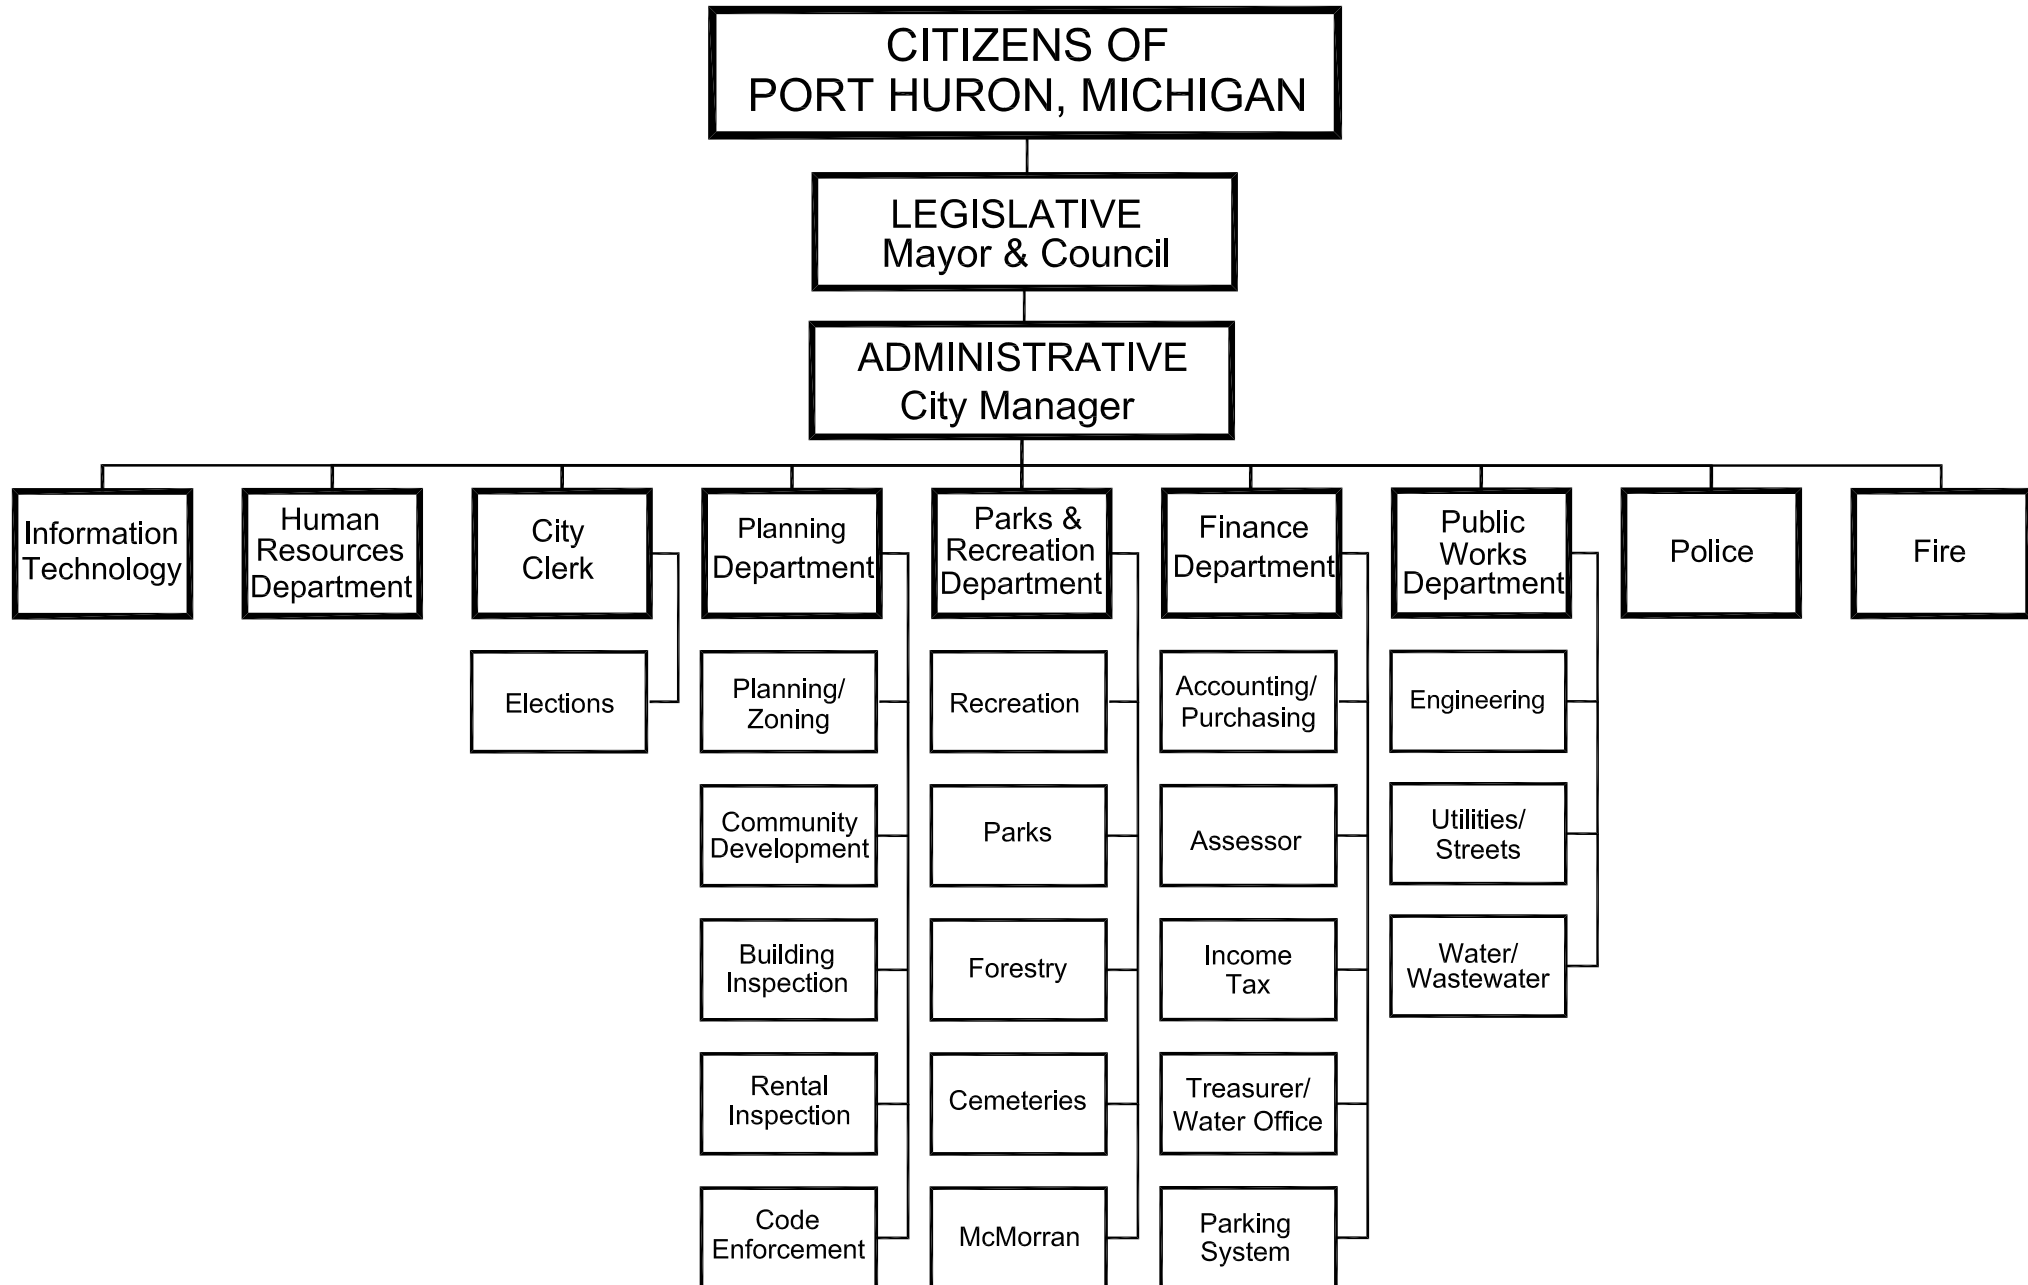 CITIZENS OF
PORT HURON, MICHIGAN
LEGISLATIVE
Mayor & Council
ADMINISTRATIVE
City Manager
Information
Technology
Human
Resources
Department
City
Clerk
Planning
Department
Parks &
Recreation
Department
Finance
Department
Public
Works
Department
Police
Fire
Elections
Planning/
Zoning
Recreation
Accounting/
Purchasing
Engineering
Community
Development
Parks
Assessor
Utilities/
Streets
Building
Inspection
Forestry
Income
Tax
Water/
Wastewater
Rental
Inspection
Cemeteries
Treasurer/
Water Office
Code
Enforcement
McMorran
Parking
System